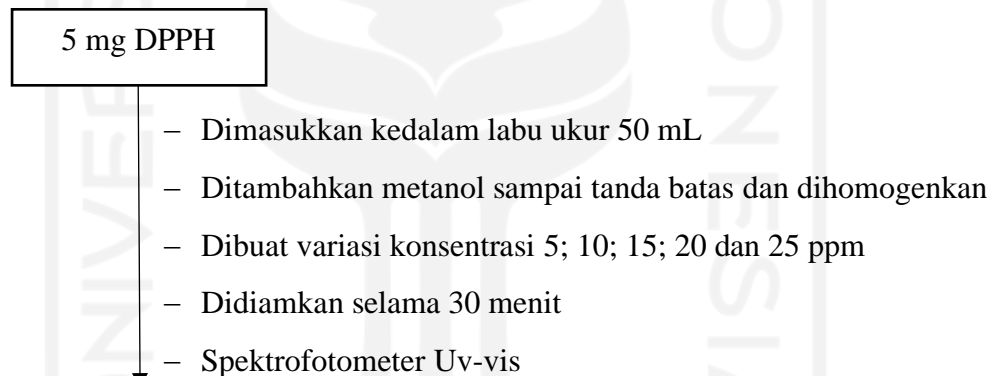 5 mg DPPH
– Dimasukkan kedalam labu ukur 50 mL
– Ditambahkan metanol sampai tanda batas dan dihomogenkan
– Dibuat variasi konsentrasi 5; 10; 15; 20 dan 25 ppm
– Didiamkan selama 30 menit
– Spektrofotometer Uv-vis